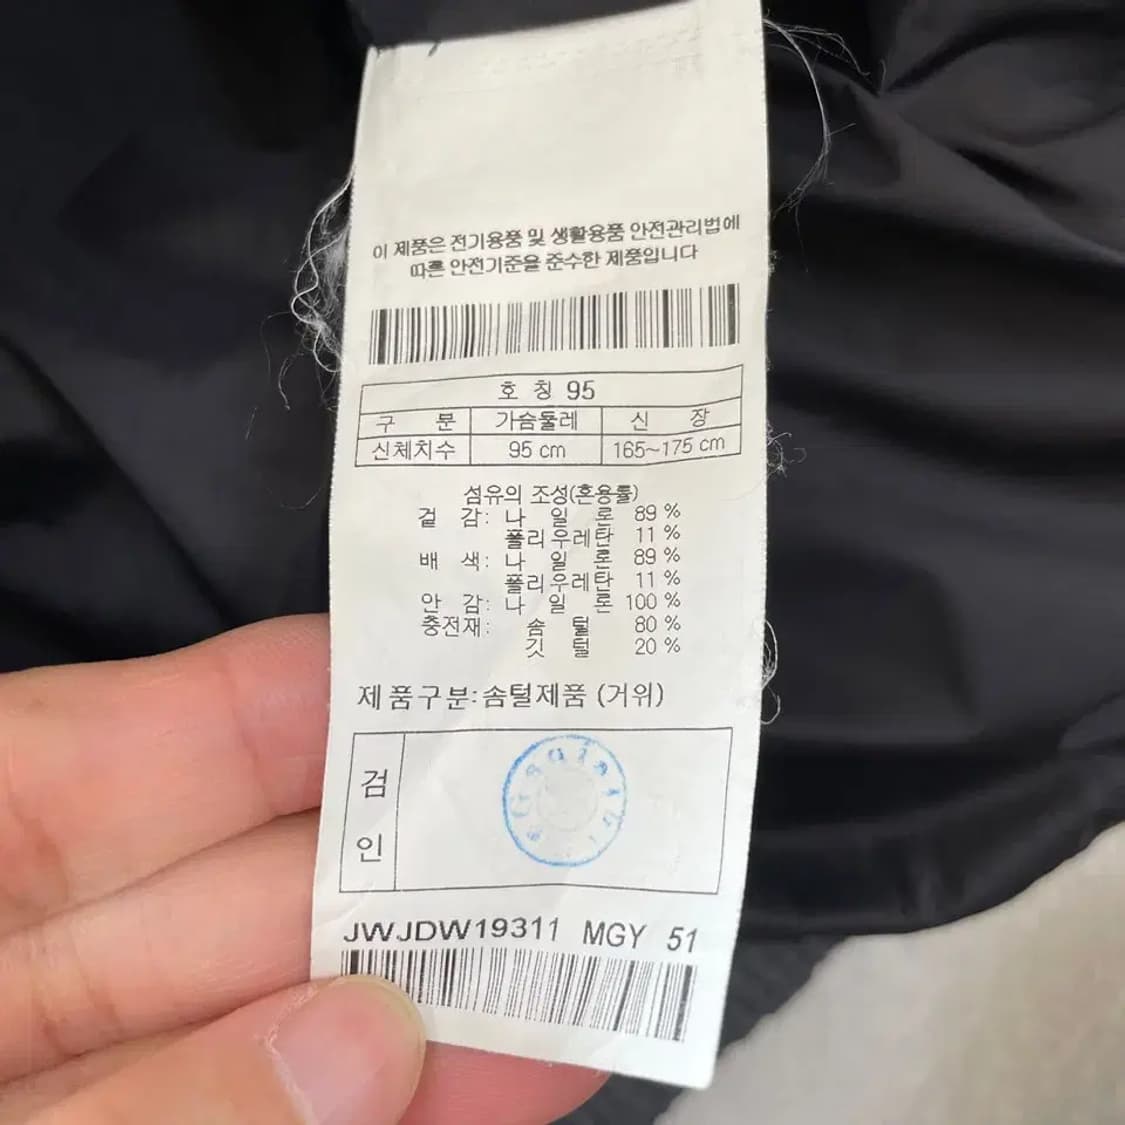 이 제품은 전기용품 및 생활용품 안전관리법에
따른 안전기준을 준수한 제품입니다
호 칭 95
구 분 가슴둘레 신 장
신체치수 95 cm 165~175 cm
섬유의 조성(혼용률)
겉 감: 나 일 론 89 %
폴리우레탄 11 %
배 색: 나 일 론 89 %
폴리우레탄 11 %
안 감: 나 일 론 100 %
충전재: 솜 털 80 %
깃 털 20 %
제품구분:솜털제품 (거위)
검
인
JWJDW19311 MGY 51